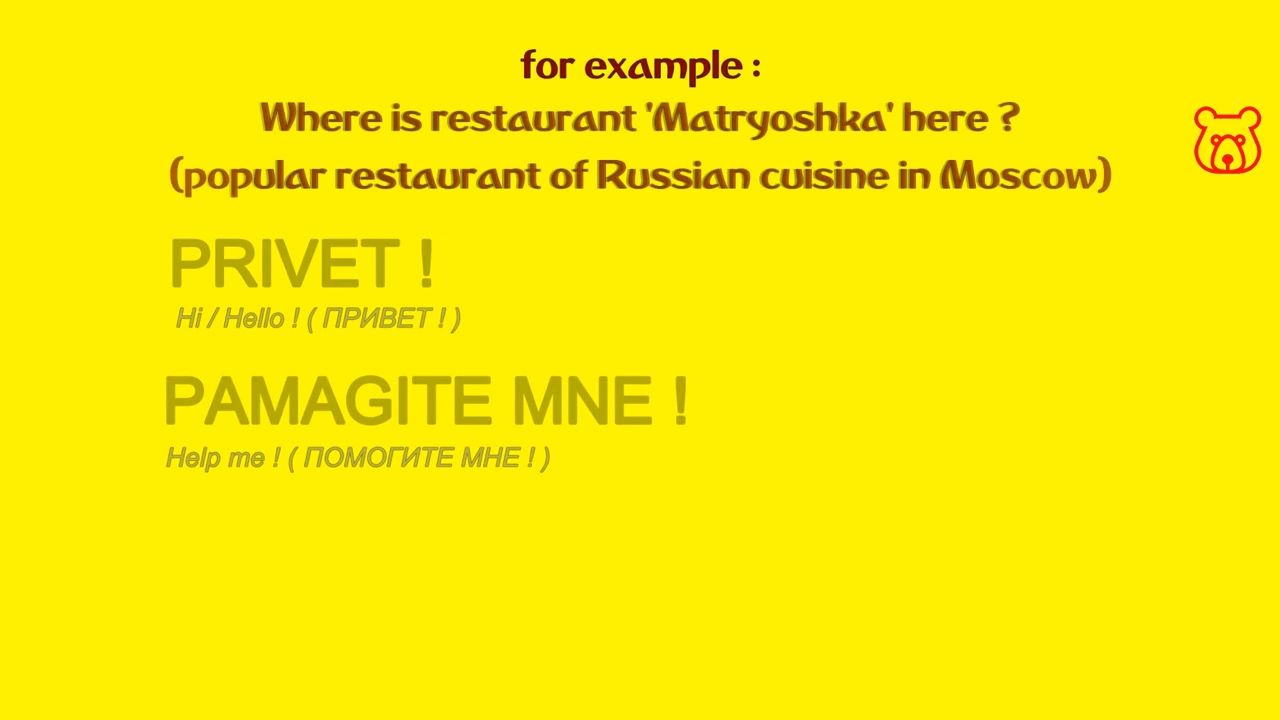 for example :
Where is restaurant 'Matryoshka' here ?
(popular restaurant of Russian cuisine in Moscow)
PRIVET !
Hi / Hello ! ( ПРИВЕТ ! )
PAMAGITE MNE !
Help me ! ( ПОМОГИТЕ МНЕ ! )